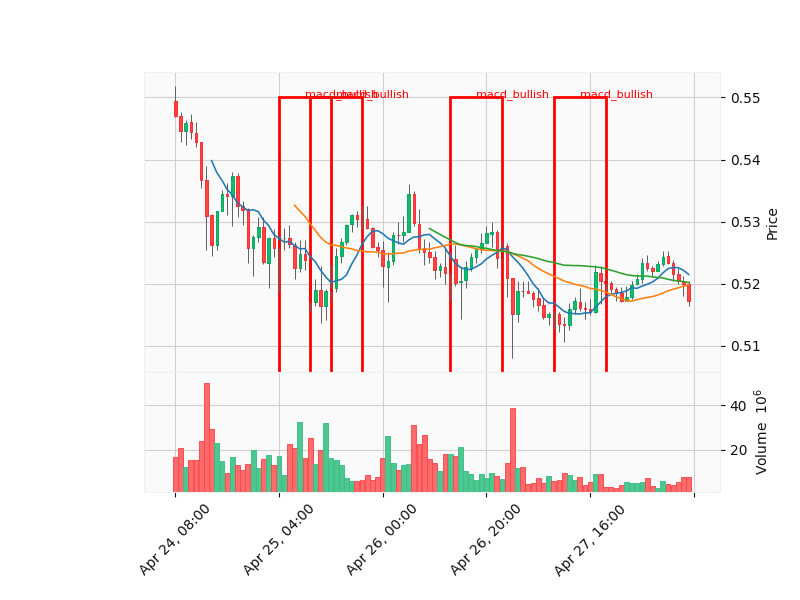 macd_bullish
macd_bullish
macd_bullish
macd_bullish
0.55
0.54
0.53
0.52
0.51
Price
40
20
Volume 10^6
Apr 24, 08:00
Apr 25, 04:00
Apr 26, 00:00
Apr 26, 20:00
Apr 27, 16:00